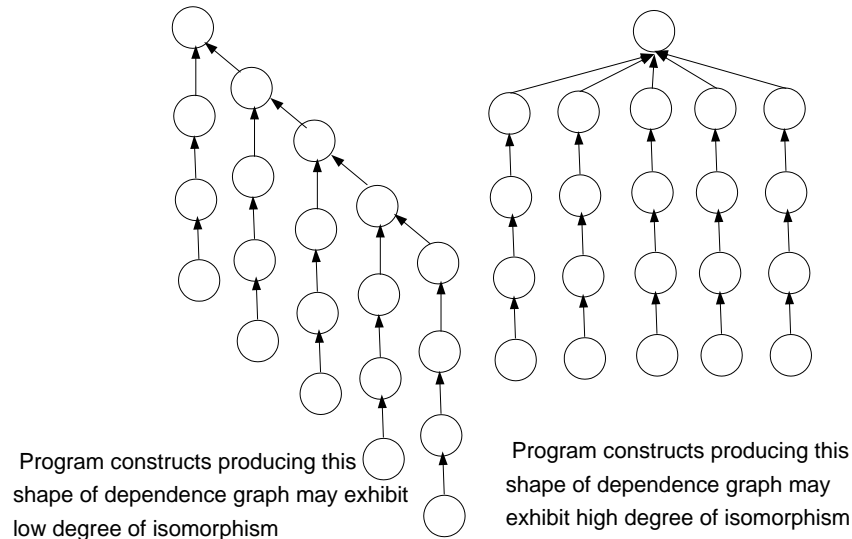 Program constructs producing this
shape of dependence graph may exhibit
low degree of isomorphism
Program constructs producing this
shape of dependence graph may
exhibit high degree of isomorphism